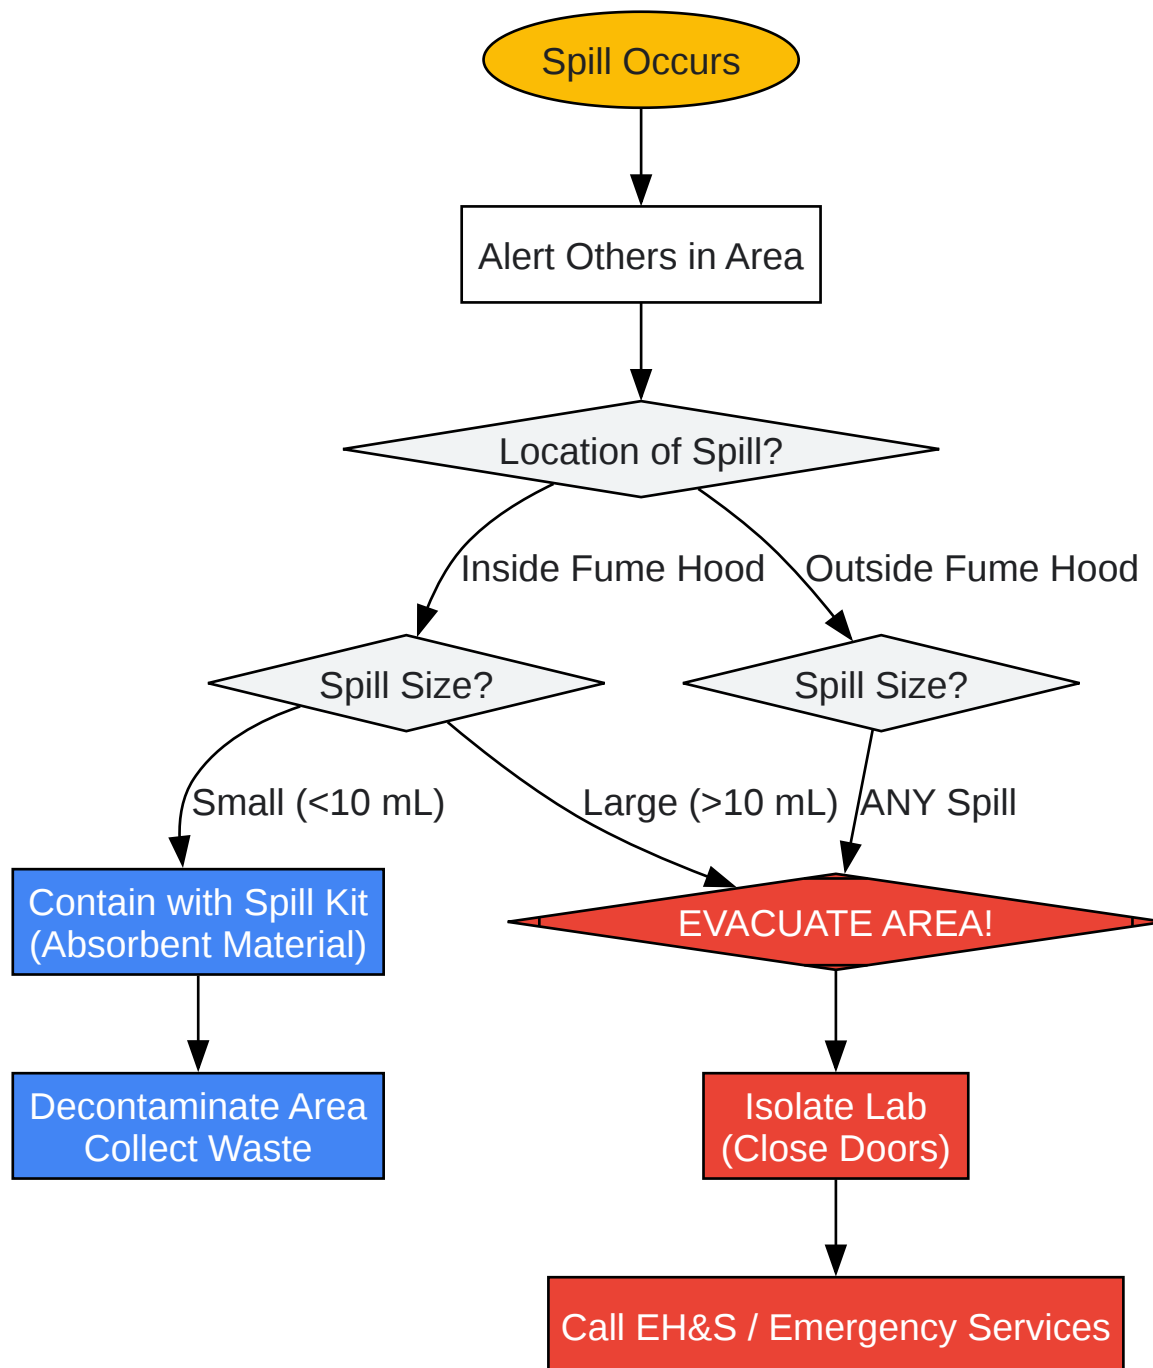 Spill Occurs
Alert Others in Area
Location of Spill?
Inside Fume Hood
Outside Fume Hood
Spill Size?
Spill Size?
Small (<10 mL)
Large (>10 mL)
ANY Spill
Contain with Spill Kit
(Absorbent Material)
EVACUATE AREA!
Decontaminate Area
Collect Waste
Isolate Lab
(Close Doors)
Call EH&S / Emergency Services